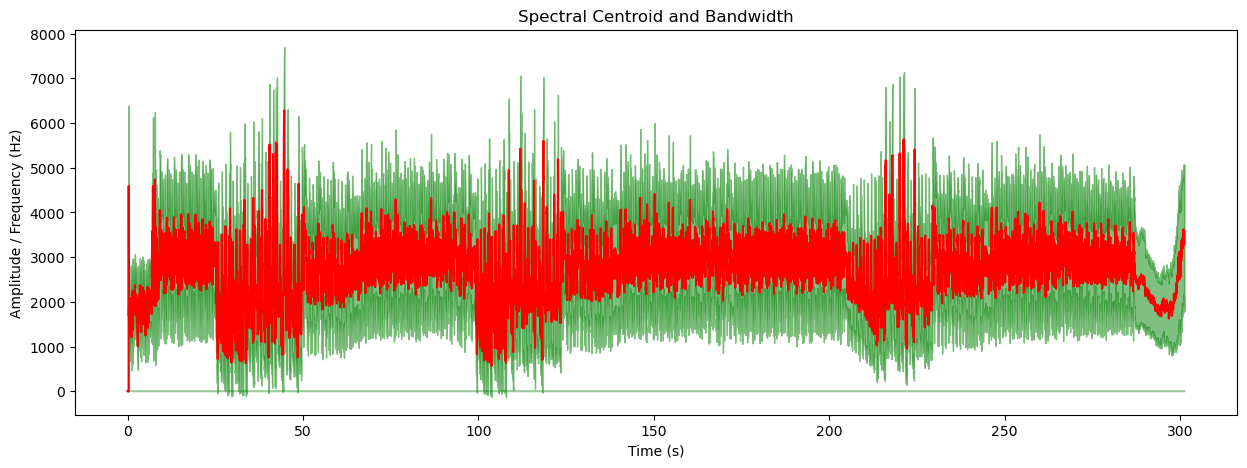 Spectral Centroid and Bandwidth
Amplitude / Frequency (Hz)
8000
7000
6000
5000
4000
3000
2000
1000
0
0 50 100 150 200 250 300
Time (s)